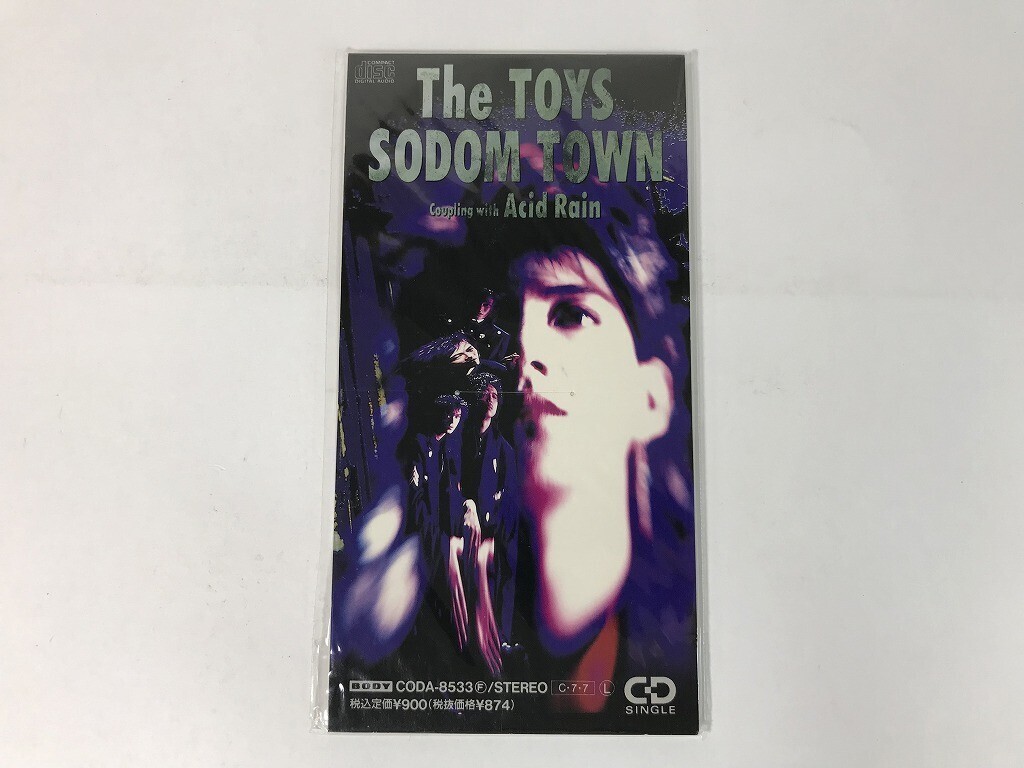 COMPACT
disc
DIGITAL AUDIO
The TOYS
SODOM TOWN
Coupling with Acid Rain
BODY CODA-8533Ⓕ/STEREO C・7・7 Ⓛ
税込定価¥900(税抜価格¥874)
CD
SINGLE